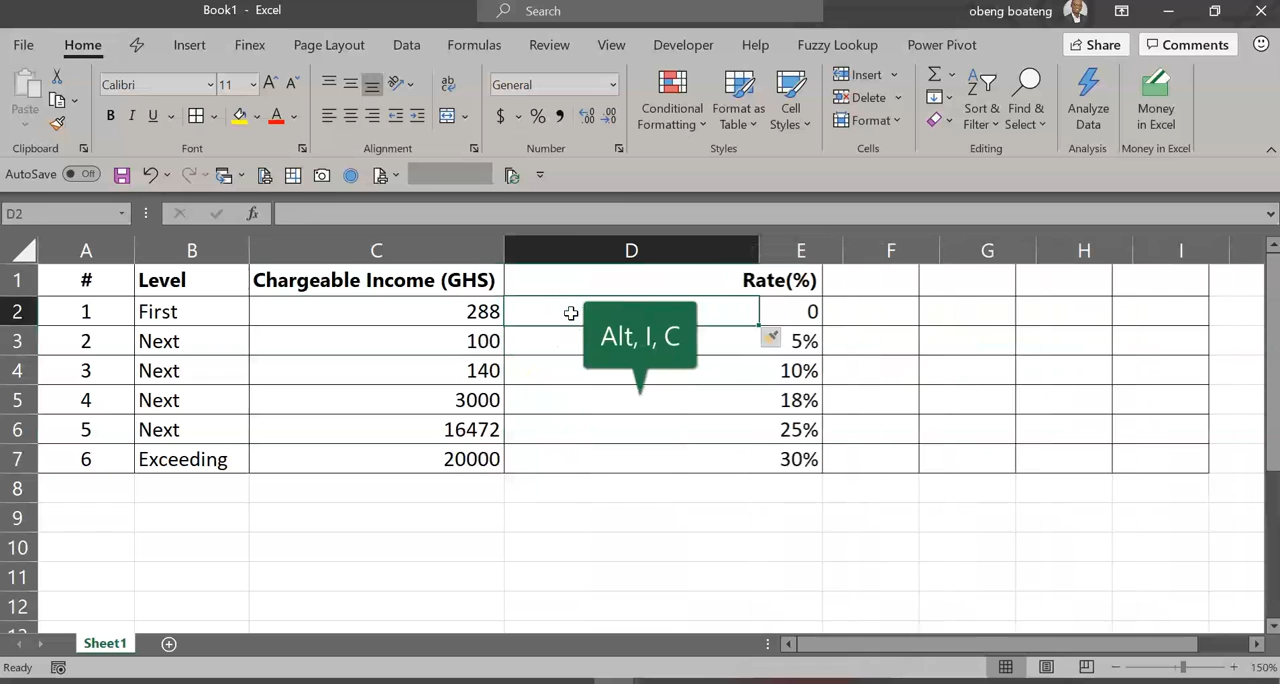 Book1 - Excel
Search
obeng boateng
File Home Insert Finex Page Layout Data Formulas Review View Developer Help Fuzzy Lookup Power Pivot Share Comments
Paste
Calibri 11
B I U
General
$ % 9
Conditional Formatting
Format as Table
Cell Styles
Insert
Delete
Format
Sort & Filter
Find & Select
Analyze Data
Money in Excel
Clipboard Font Alignment Number Styles Cells Editing Analysis Money in Excel
AutoSave Off
D2 fx
A B C D E F G H I
1 # Level Chargeable Income (GHS) Rate(%)
2 1 First 288 0
3 2 Next 100 5%
4 3 Next 140 10%
5 4 Next 3000 18%
6 5 Next 16472 25%
7 6 Exceeding 20000 30%
Alt, I, C
8
9
10
11
12
Sheet1
Ready 150%